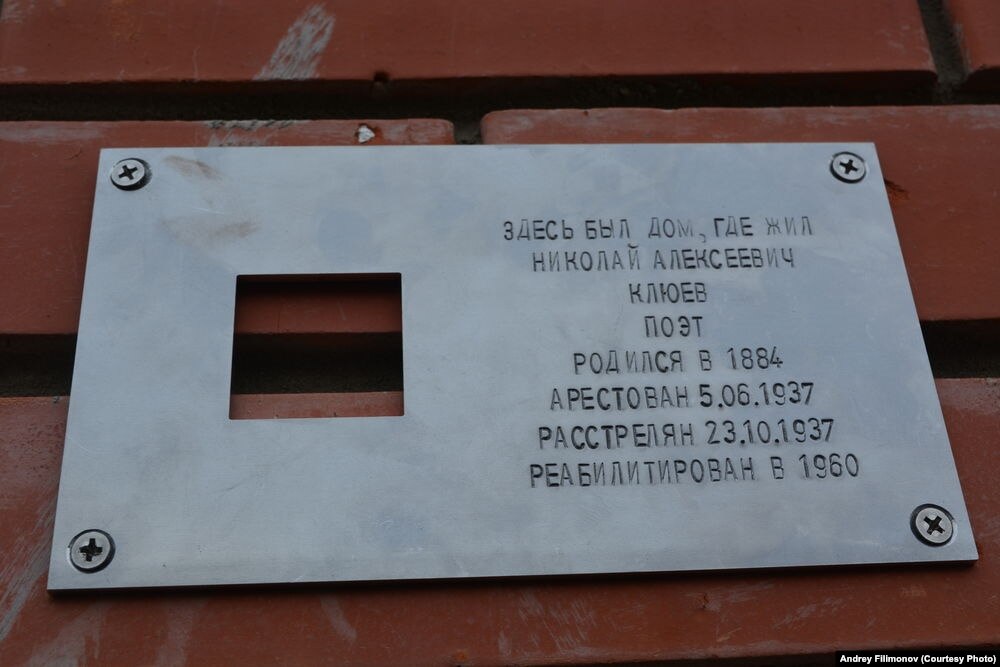 ЗДЕСЬ БЫЛ ДОМ, ГДЕ ЖИЛ
НИКОЛАЙ АЛЕКСЕЕВИЧ
КЛЮЕВ
ПОЭТ
РОДИЛСЯ В 1884
АРЕСТОВАН 5.06.1937
РАССТРЕЛЯН 23.10.1937
РЕАБИЛИТИРОВАН В 1960
Andrey Filimonov (Courtesy Photo)